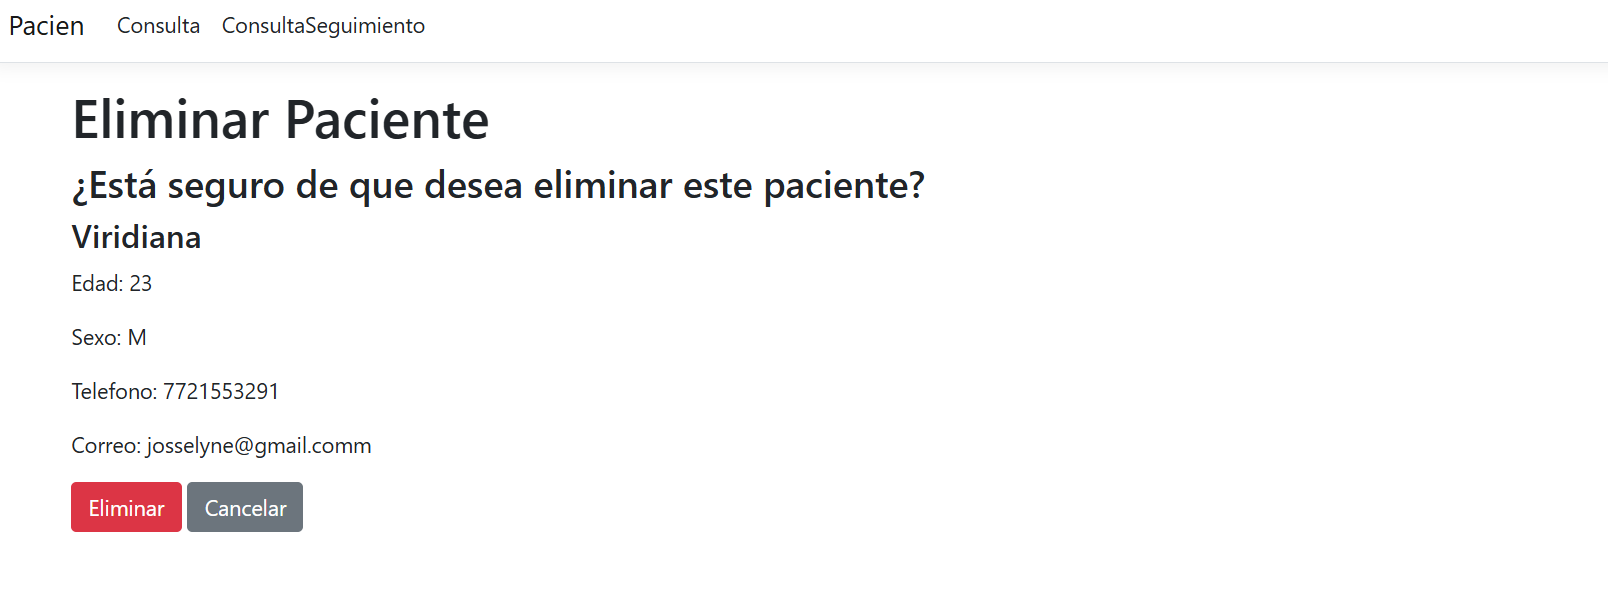 Pacien Consulta ConsultaSeguimiento
Eliminar Paciente
¿Está seguro de que desea eliminar este paciente?
Viridiana
Edad: 23
Sexo: M
Telefono: 7721553291
Correo: josselyne@gmail.comm
Eliminar Cancelar